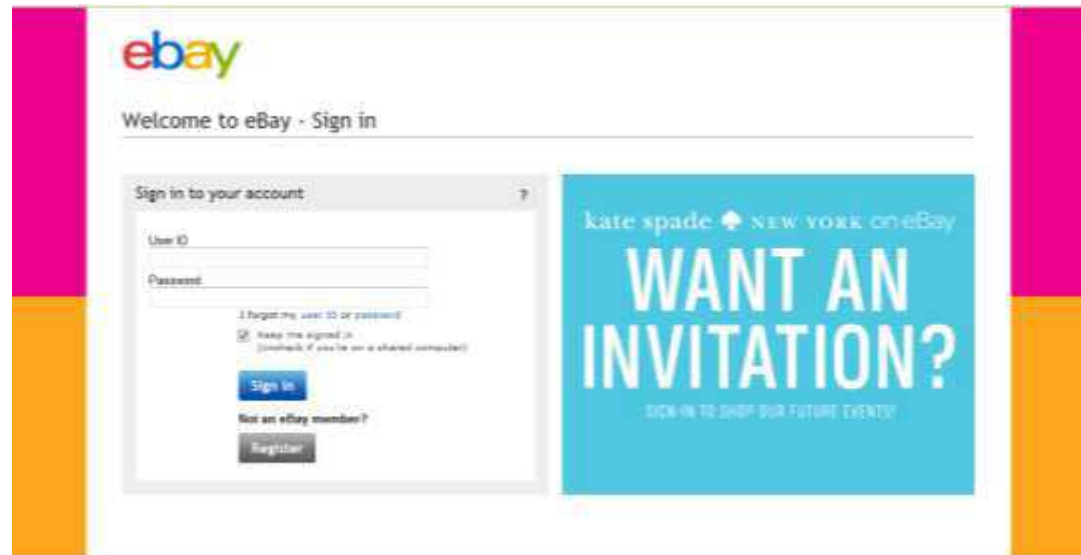 ebay
Welcome to eBay - Sign in
Sign in to your account ?
User ID
Password
I forgot my user ID or password
Keep me signed in
(uncheck if you're on a shared computer)
Sign in
Not an eBay member?
Register
kate spade NEW YORK on eBay
WANT AN
INVITATION?
SIGN-IN TO SHOP OUR FUTURE EVENTS!